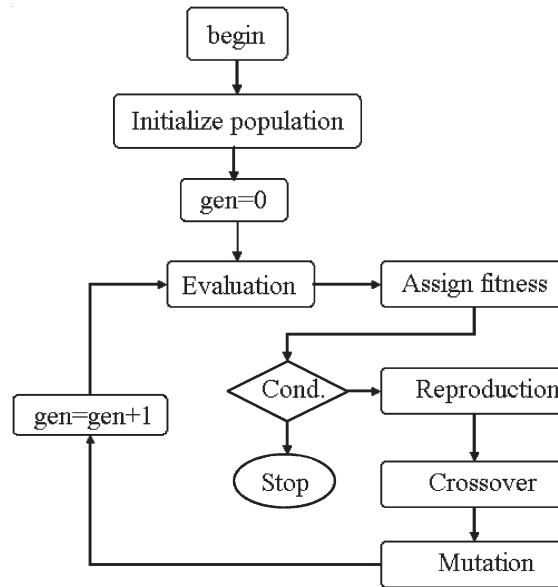 begin
Initialize population
gen=0
Evaluation
Assign fitness
Cond.
Reproduction
gen=gen+1
Stop
Crossover
Mutation